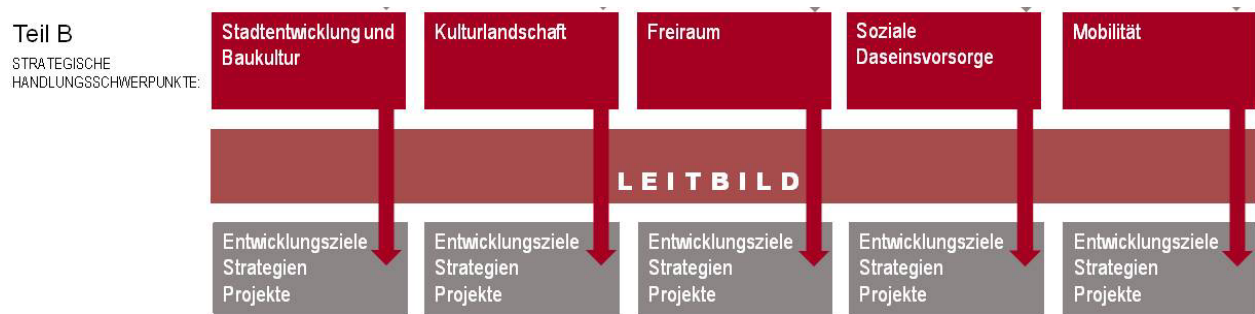 Teil B
STRATEGISCHE
HANDLUNGSSCHWERPUNKTE:
Stadtentwicklung und
Baukultur
Kulturlandschaft
Freiraum
Soziale
Daseinsvorsorge
Mobilität
LEITBILD
Entwicklungsziele
Strategien
Projekte
Entwicklungsziele
Strategien
Projekte
Entwicklungsziele
Strategien
Projekte
Entwicklungsziele
Strategien
Projekte
Entwicklungsziele
Strategien
Projekte